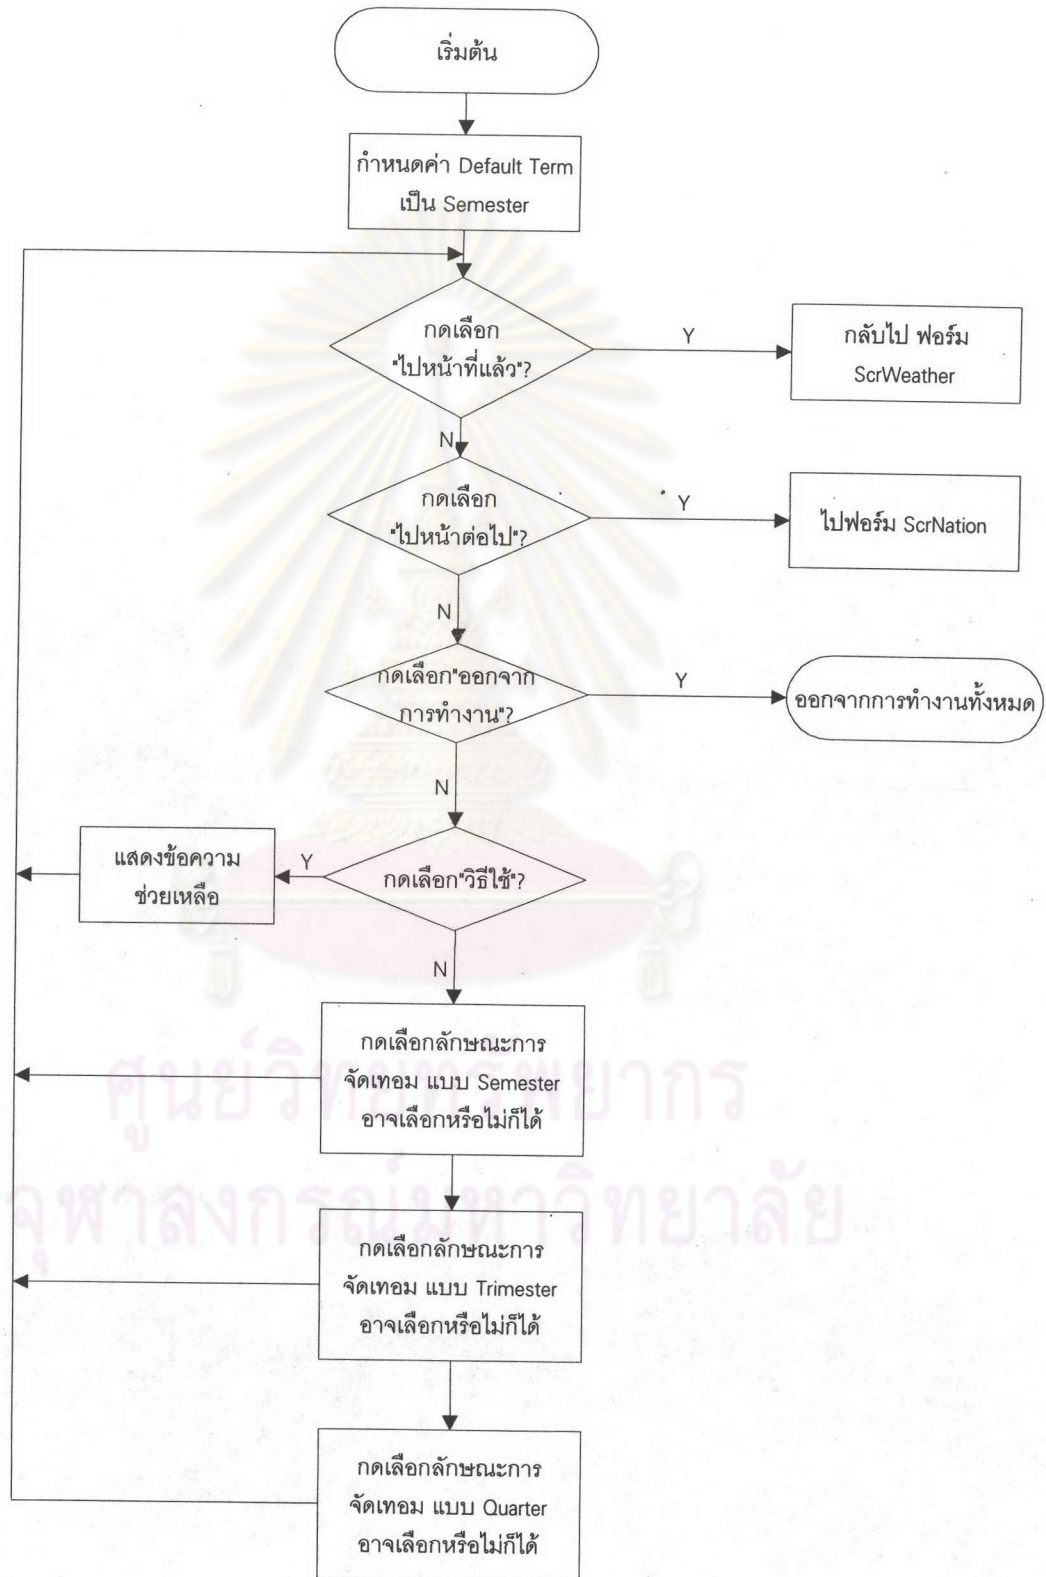 เริ่มต้น
กำหนดค่า Default Term
เป็น Semester
กดเลือก
"ไปหน้าที่แล้ว"?
Y
กลับไป ฟอร์ม
ScrWeather
N
กดเลือก
"ไปหน้าต่อไป"?
Y
ไปฟอร์ม ScrNation
N
กดเลือก"ออกจาก
การทำงาน"?
Y
ออกจากการทำงานทั้งหมด
N
กดเลือก"วิธีใช้"?
Y
แสดงข้อความ
ช่วยเหลือ
N
กดเลือกลักษณะการ
จัดเทอม แบบ Semester
อาจเลือกหรือไม่ก็ได้
กดเลือกลักษณะการ
จัดเทอม แบบ Trimester
อาจเลือกหรือไม่ก็ได้
กดเลือกลักษณะการ
จัดเทอม แบบ Quarter
อาจเลือกหรือไม่ก็ได้
ศูนย์วิทยทรัพยากร
จุฬาลงกรณ์มหาวิทยาลัย